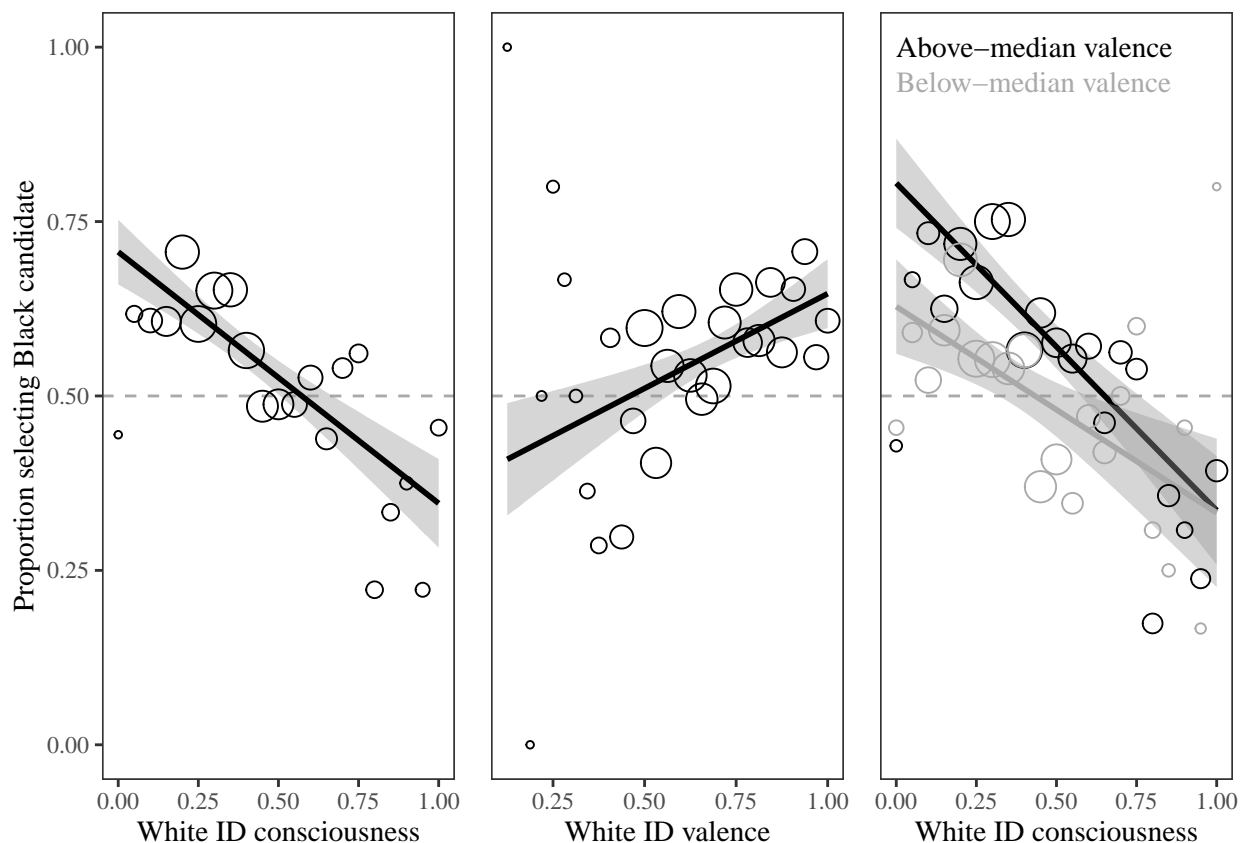 Above−median valence
Below−median valence
Proportion selecting Black candidate
1.00
0.75
0.50
0.25
0.00
0.00 0.25 0.50 0.75 1.00
0.25 0.50 0.75 1.00
0.00 0.25 0.50 0.75 1.00
White ID consciousness
White ID valence
White ID consciousness